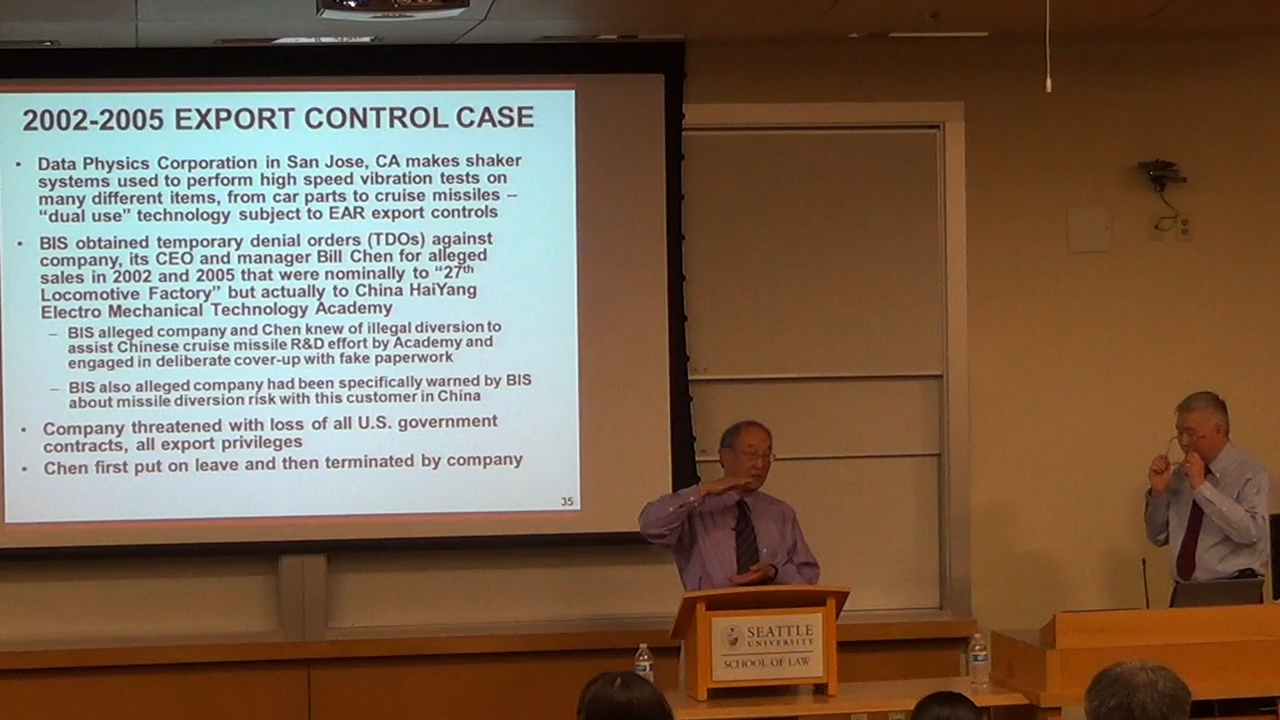 2002-2005 EXPORT CONTROL CASE
• Data Physics Corporation in San Jose, CA makes shaker
systems used to perform high speed vibration tests on
many different items, from car parts to cruise missiles –
“dual use” technology subject to EAR export controls
• BIS obtained temporary denial orders (TDOs) against
company, its CEO and manager Bill Chen for alleged
sales in 2002 and 2005 that were nominally to “27th
Locomotive Factory” but actually to China HaiYang
Electro Mechanical Technology Academy
– BIS alleged company and Chen knew of illegal diversion to
assist Chinese cruise missile R&D effort by Academy and
engaged in deliberate cover-up with fake paperwork
– BIS also alleged company had been specifically warned by BIS
about missile diversion risk with this customer in China
• Company threatened with loss of all U.S. government
contracts, all export privileges
• Chen first put on leave and then terminated by company
35
SEATTLE
UNIVERSITY
SCHOOL OF LAW